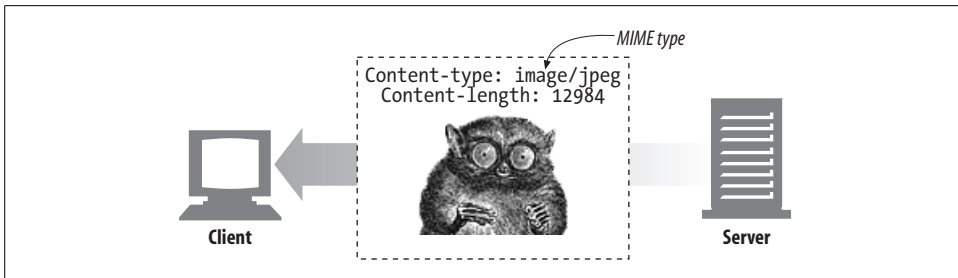 MIME type
Content-type: image/jpeg
Content-length: 12984
Client
Server